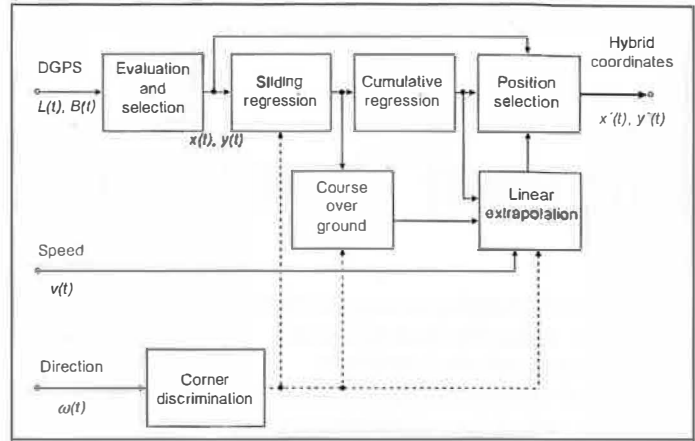 DGPS
L(t), B(t)
Evaluation
and
selection
x(t), y(t)
Sliding
regression
Cumulative
regression
Position
selection
Hybrid
coordinates
x´(t), y´(t)
Course
over
ground
Linear
extrapolation
Speed
v(t)
Direction
ω(t)
Corner
discrimination